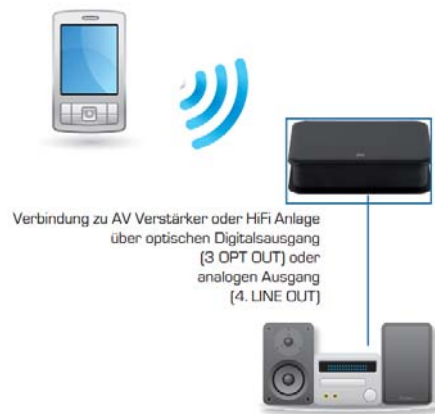 Verbindung zu AV Verstärker oder HiFi Anlage
über optischen Digitalsausgang
(3 OPT OUT) oder
analogen Ausgang
(4. LINE OUT)